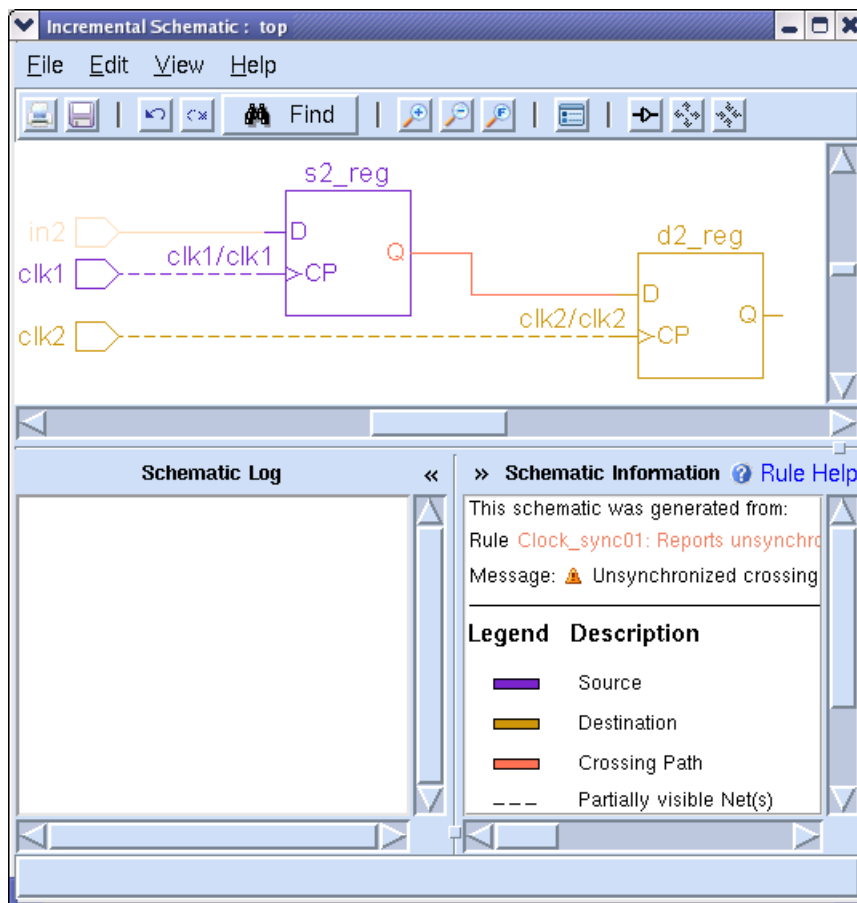 Incremental Schematic : top
File Edit View Help
Find
s2_reg
in2 D
clk1/clk1 Q d2_reg
clk1 CP
D
clk2/clk2 Q
clk2 CP
Schematic Log « » Schematic Information Rule Help
This schematic was generated from:
Rule Clock_sync01: Reports unsynchro
Message: Unsynchronized crossing
Legend Description
Source
Destination
Crossing Path
Partially visible Net(s)